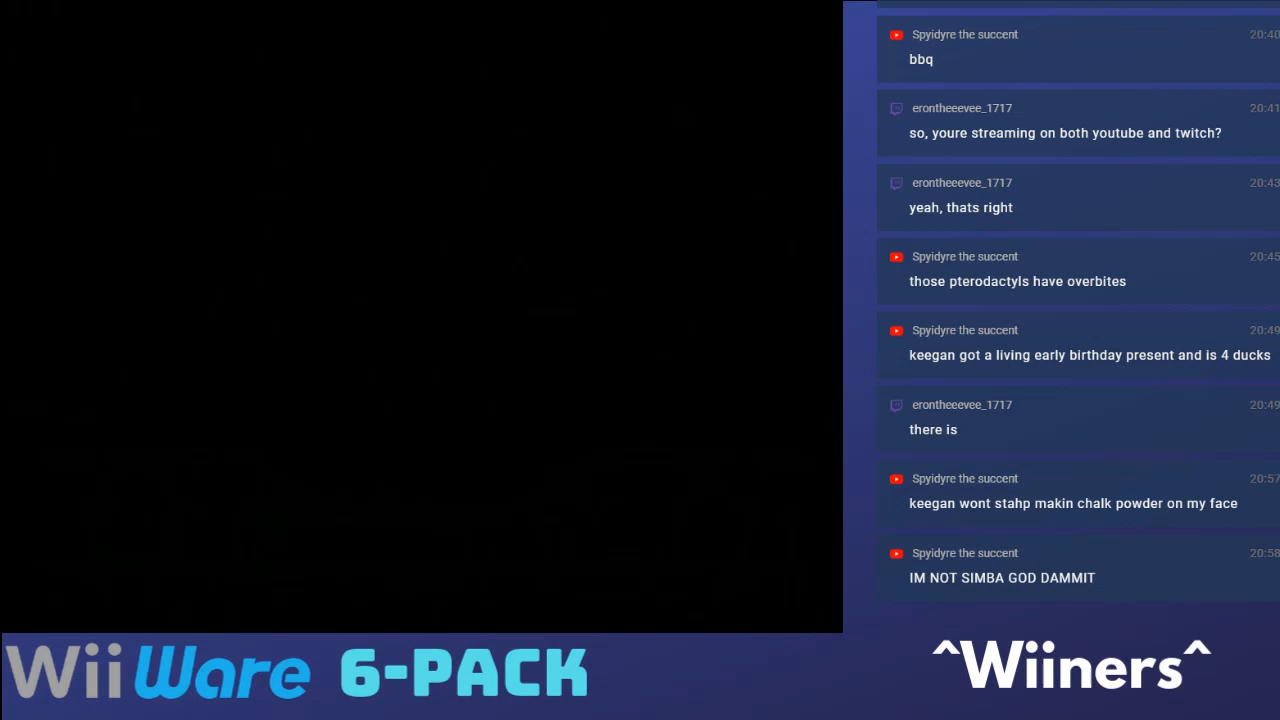 Spyidyre the succent 20:40
bbq
erontheeevee_1717 20:41
so, youre streaming on both youtube and twitch?
erontheeevee_1717 20:43
yeah, thats right
Spyidyre the succent 20:45
those pterodactyls have overbites
Spyidyre the succent 20:49
keegan got a living early birthday present and is 4 ducks
erontheeevee_1717 20:49
there is
Spyidyre the succent 20:57
keegan wont stahp makin chalk powder on my face
Spyidyre the succent 20:58
IM NOT SIMBA GOD DAMMIT
WiiWare 6-PACK
^Wiiners^